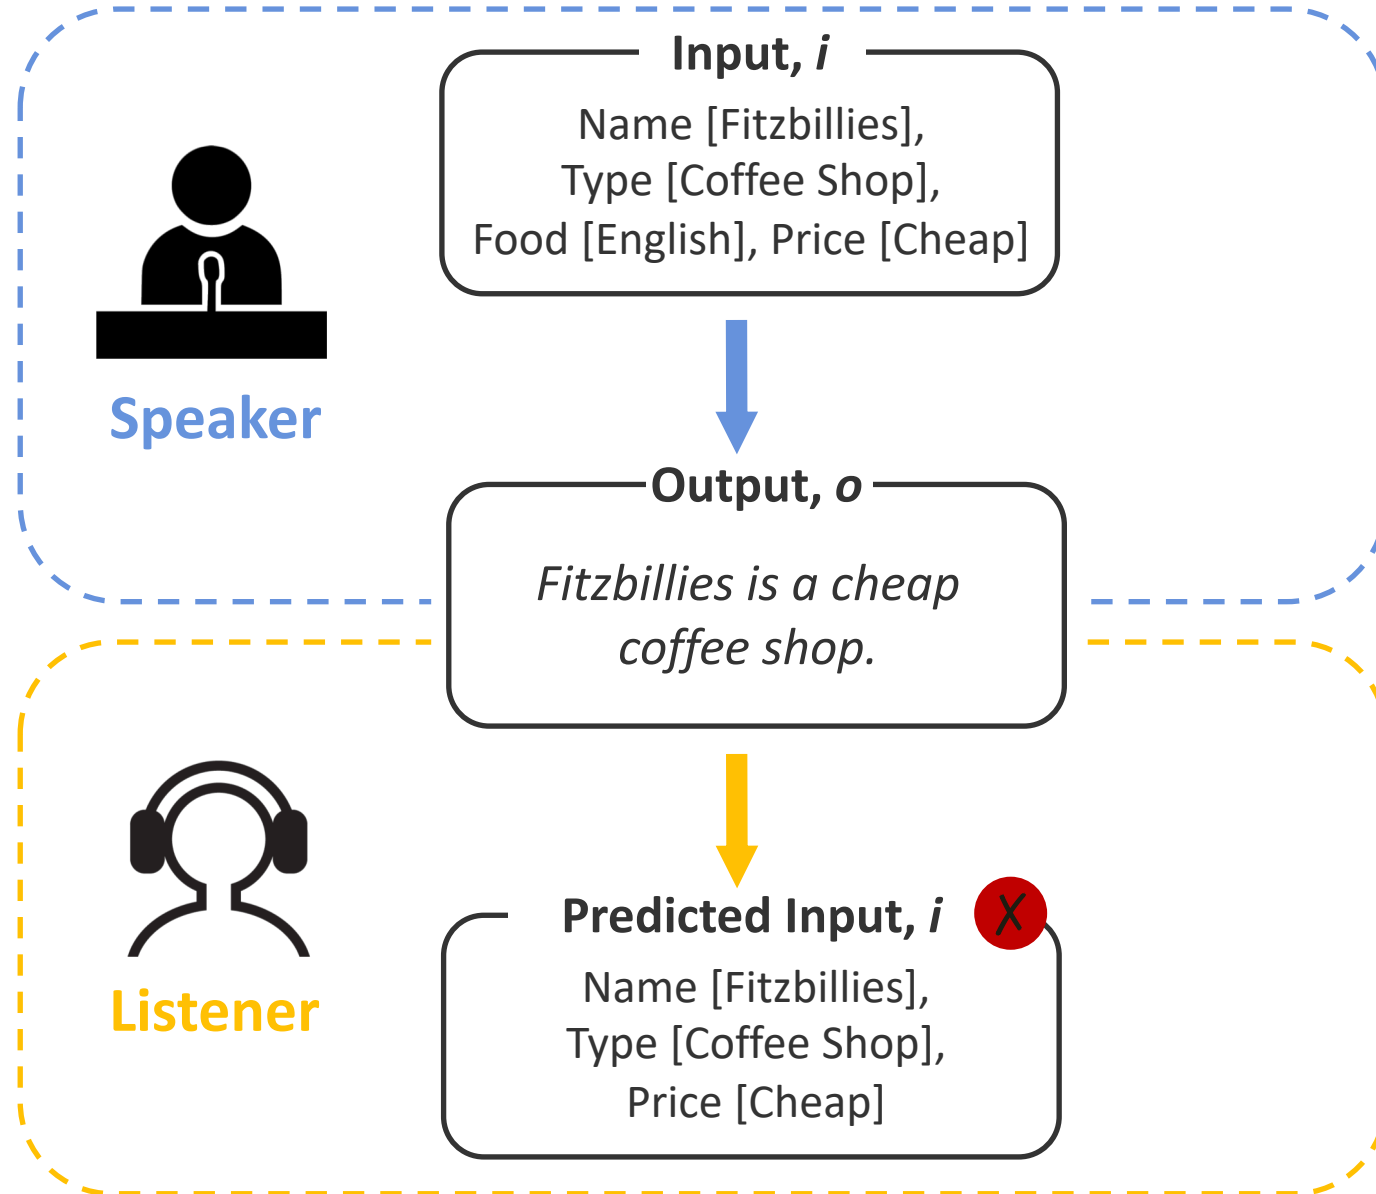 Input, i
Name [Fitzbillies],
Type [Coffee Shop],
Food [English], Price [Cheap]
Speaker
Output, o
Fitzbillies is a cheap
coffee shop.
Predicted Input, i
X
Name [Fitzbillies],
Type [Coffee Shop],
Price [Cheap]
Listener